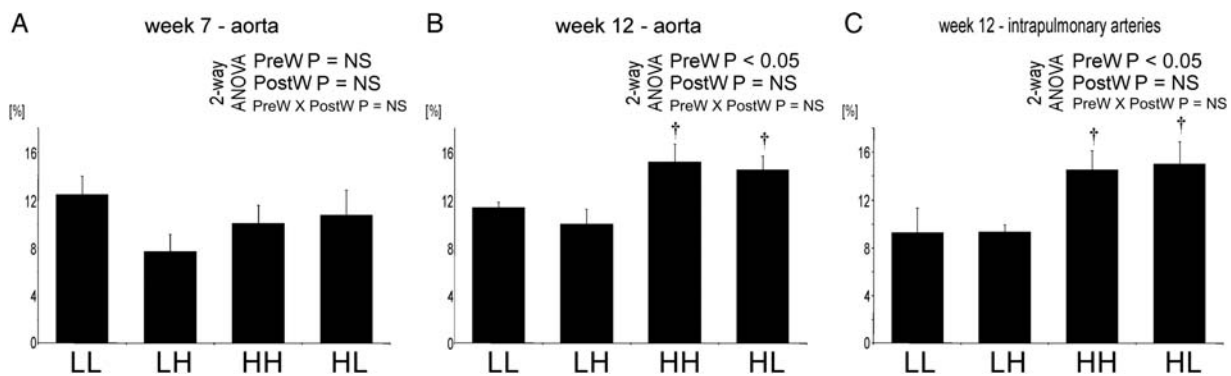 A week 7 - aorta
2-way ANOVA
PreW P = NS
PostW P = NS
PreW X PostW P = NS
[%]
16
12
8
4
0
LL LH HH HL
B week 12 - aorta
2-way ANOVA
PreW P < 0.05
PostW P = NS
PreW X PostW P = NS
[%]
† †
16
12
8
4
0
LL LH HH HL
C week 12 - intrapulmonary arteries
2-way ANOVA
PreW P < 0.05
PostW P = NS
PreW X PostW P = NS
[%]
† †
16
12
8
4
0
LL LH HH HL